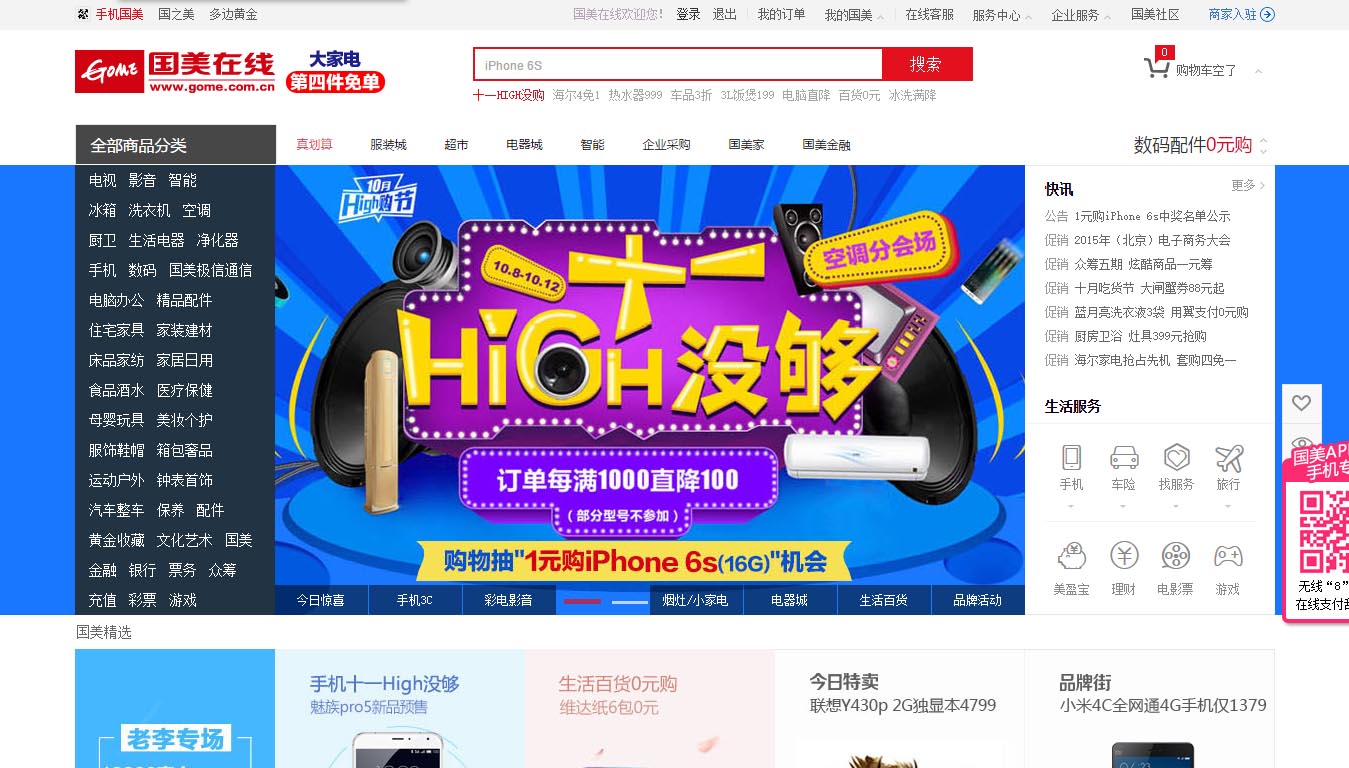 手机国美 国之美 多边黄金
国美在线欢迎您! 登录 退出 我的订单 我的国美 在线客服 服务中心 企业服务 国美社区 商家入驻
Gome 国美在线
www.gome.com.cn
大家电
第四件免单
iPhone 6S 搜索
0
购物车空了
十一HIGH没购 海尔4免1 热水器999 车品3折 3L饭煲199 电脑直降 百货0元 冰洗满降
全部商品分类 真划算 服装城 超市 电器城 智能 企业采购 国美家 国美金融
数码配件0元购
电视 影音 智能
冰箱 洗衣机 空调
厨卫 生活电器 净化器
手机 数码 国美极信通信
电脑办公 精品配件
住宅家具 家装建材
床品家纺 家居日用
食品酒水 医疗保健
母婴玩具 美妆个护
服饰鞋帽 箱包奢品
运动户外 钟表首饰
汽车整车 保养 配件
黄金收藏 文化艺术 国美
金融 银行 票务 众筹
充值 彩票 游戏
10月
High购节
10.8-10.12
空调分会场
十一
HIGH没够
订单每满1000直降100
(部分型号不参加)
购物抽"1元购iPhone 6s(16G)"机会
今日惊喜 手机3C 彩电影音 烟灶/小家电 电器城 生活百货 品牌活动
快讯 更多
公告 1元购iPhone 6s中奖名单公示
促销 2015年（北京）电子商务大会
促销 众筹五期 炫酷商品一元筹
促销 十月吃货节 大闸蟹券88元起
促销 蓝月亮洗衣液3袋 用翼支付0元购
促销 厨房卫浴 灶具399元抢购
促销 海尔家电抢占先机 套购四免一
生活服务
手机 车险 找服务 旅行
美盈宝 理财 电影票 游戏
国美AP
手机专
无线“8”
在线支付
国美精选
老李专场
手机十一High没够
魅族pro5新品预售
生活百货0元购
维达纸6包0元
今日特卖
联想Y430p 2G独显本4799
品牌街
小米4C全网通4G手机仅1379